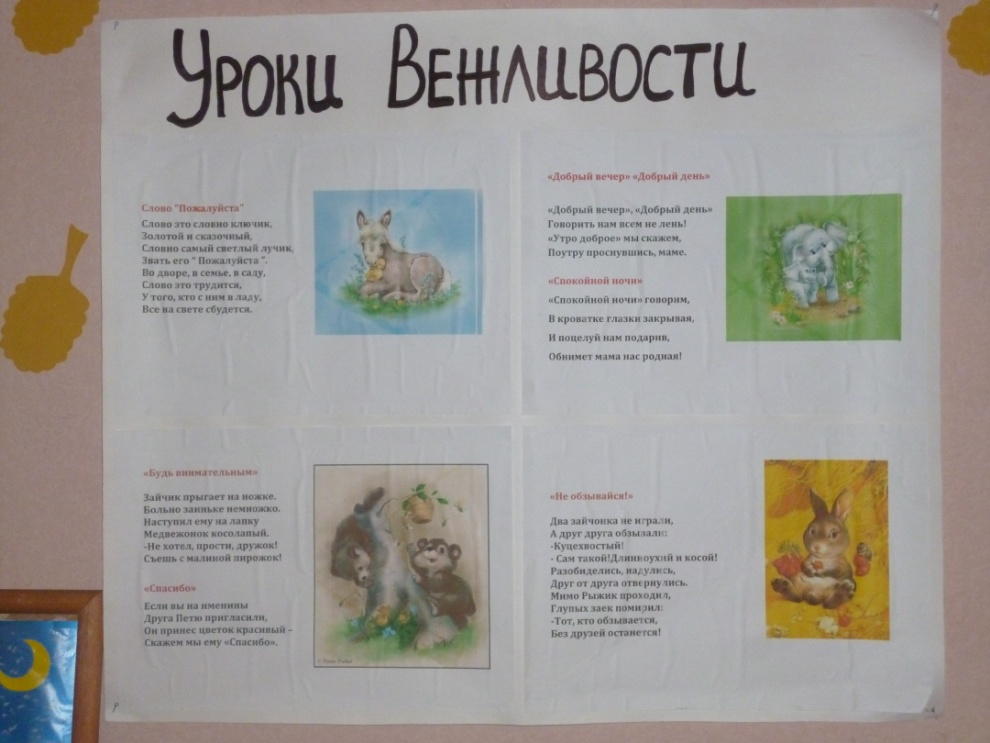 Уроки Вежливости
Слово "Пожалуйста"
Слово это словно ключик,
Золотой и сказочный,
Словно самый светлый лучик,
Звать его " Пожалуйста ".
Во дворе, в семье, в саду,
Слово это трудится,
У того, кто с ним в ладу,
Все на свете сбудется.
«Добрый вечер» «Добрый день»
«Добрый вечер», «Добрый день»
Говорить нам всем не лень!
«Утро доброе» мы скажем,
Поутру проснувшись, маме.
«Спокойной ночи»
«Спокойной ночи» говорим,
В кроватке глазки закрывая,
И поцелуй нам подарив,
Обнимет мама нас родная!
«Будь внимательным»
Зайчик прыгает на ножке.
Больно заиньке немножко.
Наступил ему на лапку
Медвежонок косолапый.
-Не хотел, прости, дружок!
Съешь с малиной пирожок!
«Спасибо»
Если вы на именины
Друга Петю пригласили,
Он принес цветок красивый –
Скажем мы ему «Спасибо».
«Не обзывайся!»
Два зайчонка не играли,
А друг друга обзывали:
-Куцехвостый!
- Сам такой!Длинноухий и косой!
Разобиделись, надулись,
Друг от друга отвернулись.
Мимо Рыжик проходил,
Глупых заек помирил:
-Тот, кто обзывается,
Без друзей останется!